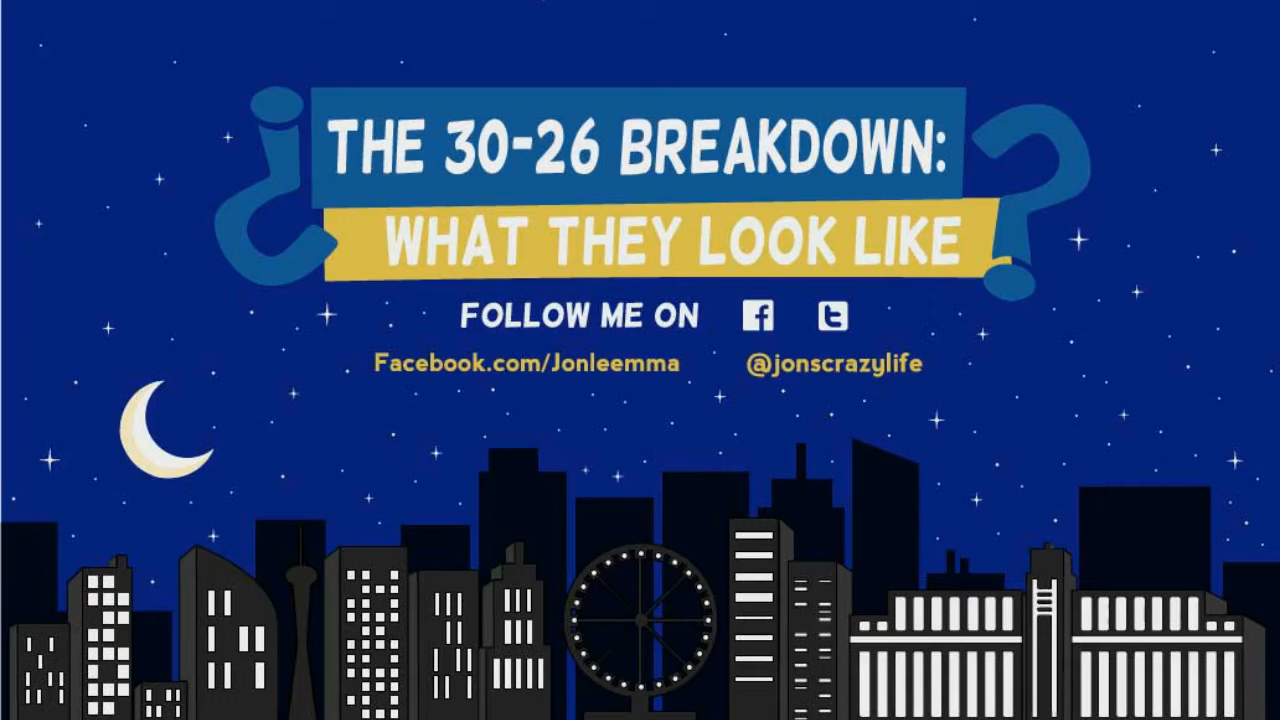 THE 30-26 BREAKDOWN:
WHAT THEY LOOK LIKE
FOLLOW ME ON
Facebook.com/Jonleemma @jonscrazylife